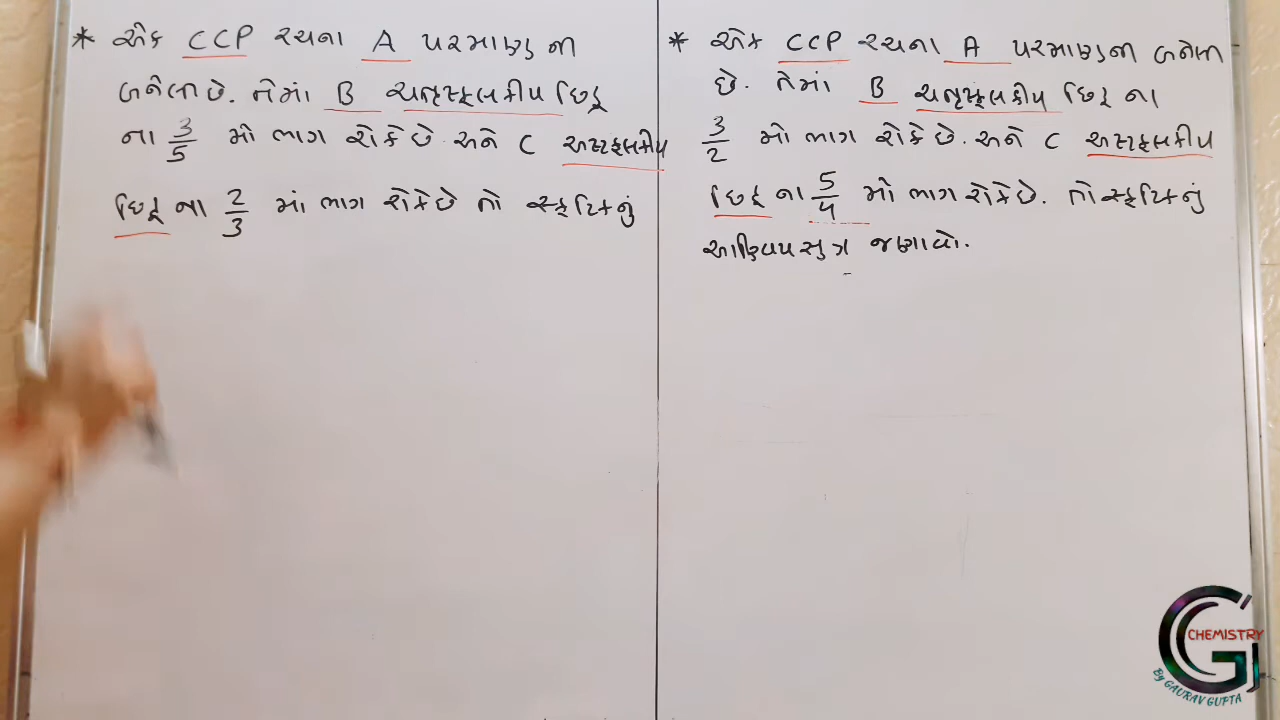 * એક CCP રચના A પરમાણુ ની
બનેલી છે. તેમાં B ચતુષ્ફલકીય છિદ્ર
ના 3/5 માં ભાગ રોકે છે. અને C અષ્ટફલકીય
છિદ્ર ના 2/3 માં ભાગ રોકે છે તો સ્ફટિકનું
* એક CCP રચના A પરમાણુની બનેલી
છે. તેમાં B ચતુષ્ફલકીય છિદ્ર ના
3/2 માં ભાગ રોકે છે. અને C અષ્ટફલકીય
છિદ્ર ના 5/4 માં ભાગ રોકે છે. તો સ્ફટિકનું
આણ્વિયસુત્ર જણાવો.
CHEMISTRY
G
By GAURAV GUPTA